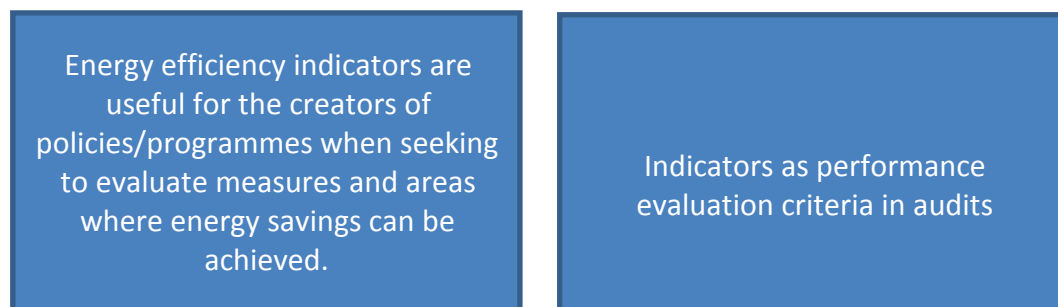 Energy efficiency indicators are
useful for the creators of
policies/programmes when seeking
to evaluate measures and areas
where energy savings can be
achieved.
Indicators as performance
evaluation criteria in audits